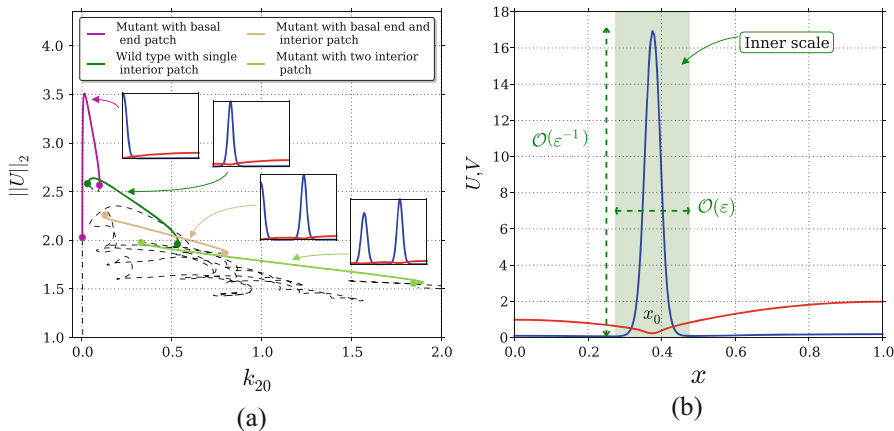 Mutant with basal end patch
Wild type with single interior patch
Mutant with basal end and interior patch
Mutant with two interior patch
4.0
3.5
3.0
2.5
2.0
1.5
1.0
||U||₂
0.0
0.5
1.0
1.5
2.0
k₂₀
(a)
18
16
14
12
10
8
6
4
2
0
U,V
Inner scale
𝒪(ε⁻¹)
𝒪(ε)
x₀
0.0
0.2
0.4
0.6
0.8
1.0
x
(b)